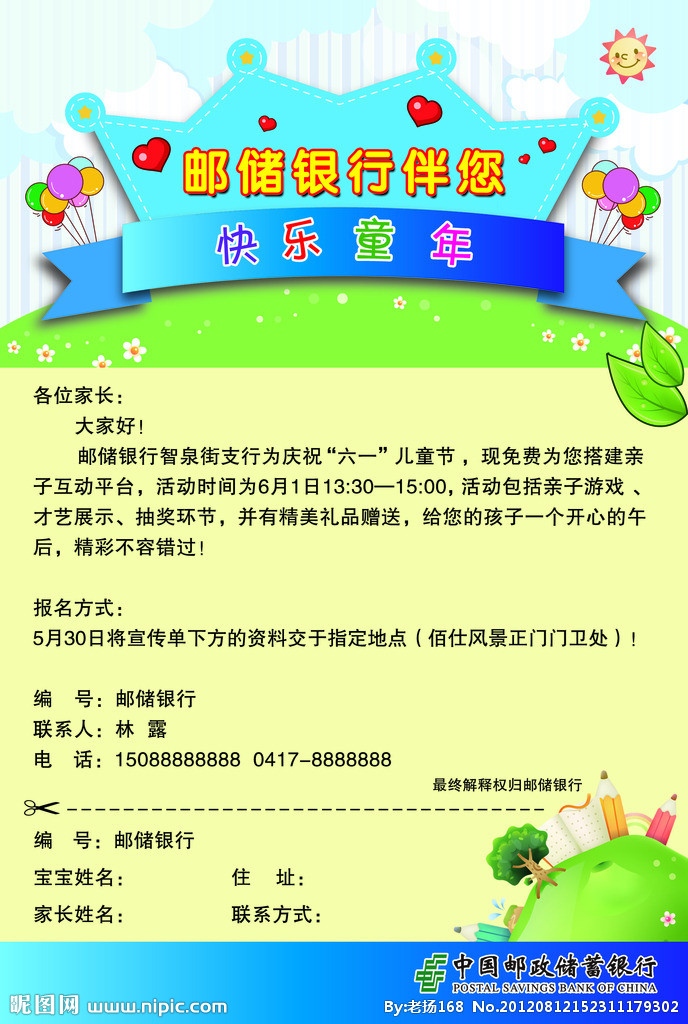 邮储银行伴您
快乐童年
各位家长：
大家好！
邮储银行智泉街支行为庆祝“六一”儿童节，现免费为您搭建亲
子互动平台，活动时间为6月1日13:30—15:00,活动包括亲子游戏、
才艺展示、抽奖环节，并有精美礼品赠送，给您的孩子一个开心的午
后，精彩不容错过！
报名方式：
5月30日将宣传单下方的资料交于指定地点（佰仕风景正门门卫处）！
编 号：邮储银行
联系人：林 露
电 话：15088888888 0417-8888888
最终解释权归邮储银行
编 号：邮储银行
宝宝姓名： 住 址：
家长姓名： 联系方式：
中国邮政储蓄银行
POSTAL SAVINGS BANK OF CHINA
昵图网 www.nipic.com By:老扬168 No.20120812152311179302